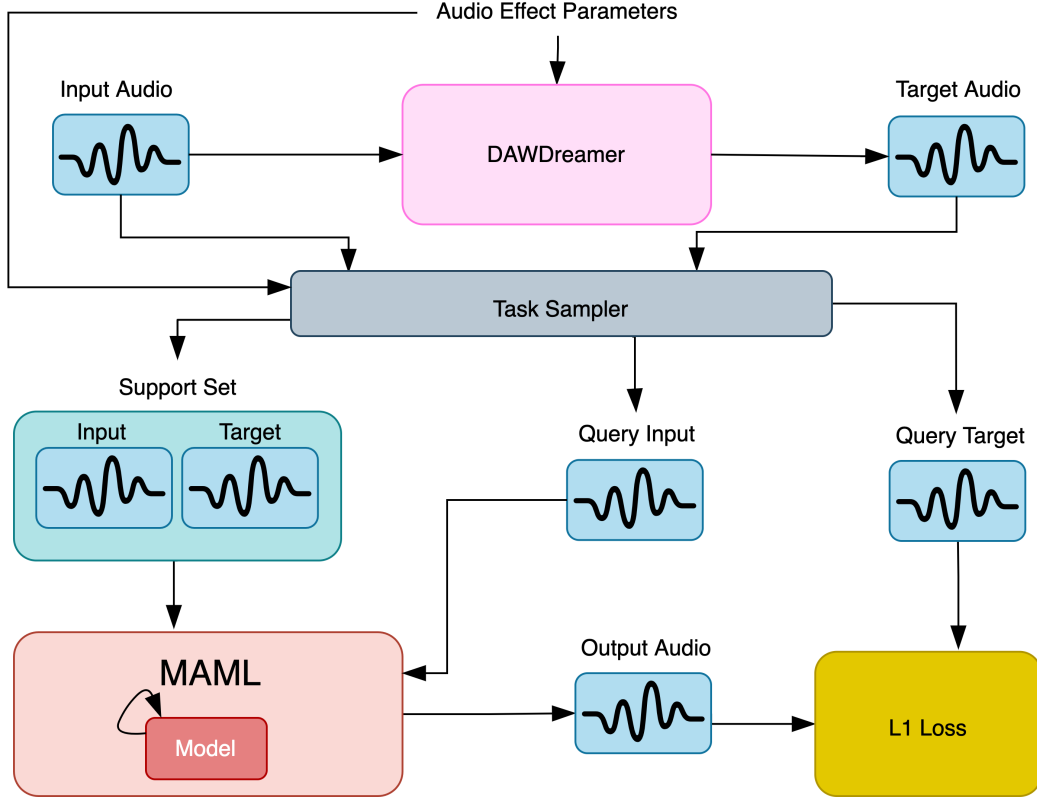 Audio Effect Parameters
Input Audio
DAWDreamer
Target Audio
Task Sampler
Support Set
Input
Target
Query Input
Query Target
MAML
Model
Output Audio
L1 Loss